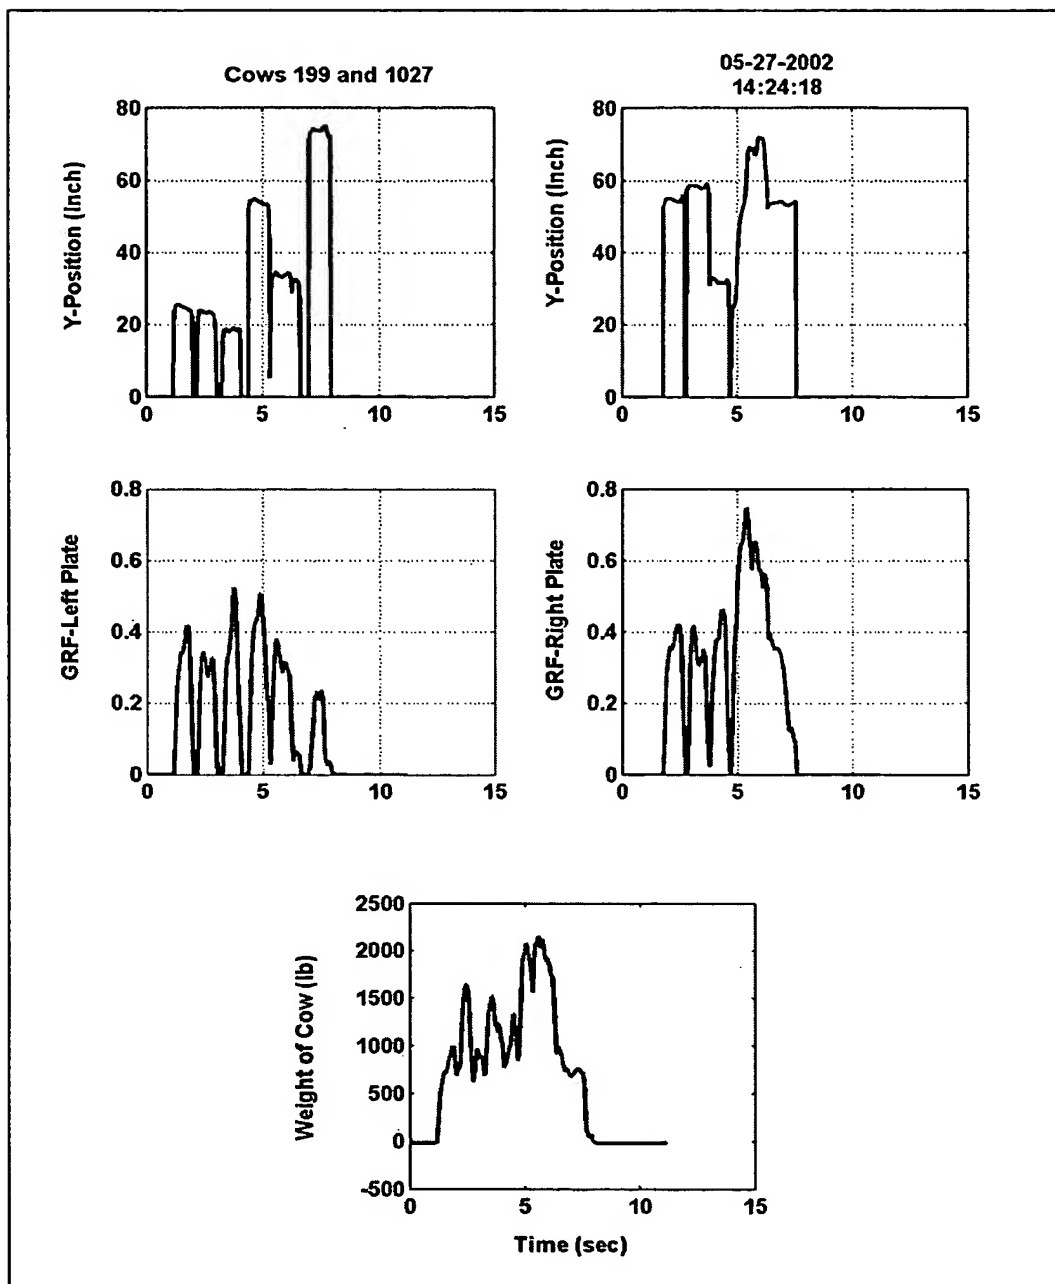 Cows 199 and 1027
05-27-2002
14:24:18
Y-Position (Inch)
80
60
40
20
0
0 5 10 15
Y-Position (Inch)
80
60
40
20
0
0 5 10 15
GRF-Left Plate
0.8
0.6
0.4
0.2
0
0 5 10 15
GRF-Right Plate
0.8
0.6
0.4
0.2
0
0 5 10 15
Weight of Cow (lb)
2500
2000
1500
1000
500
0
-500
0 5 10 15
Time (sec)